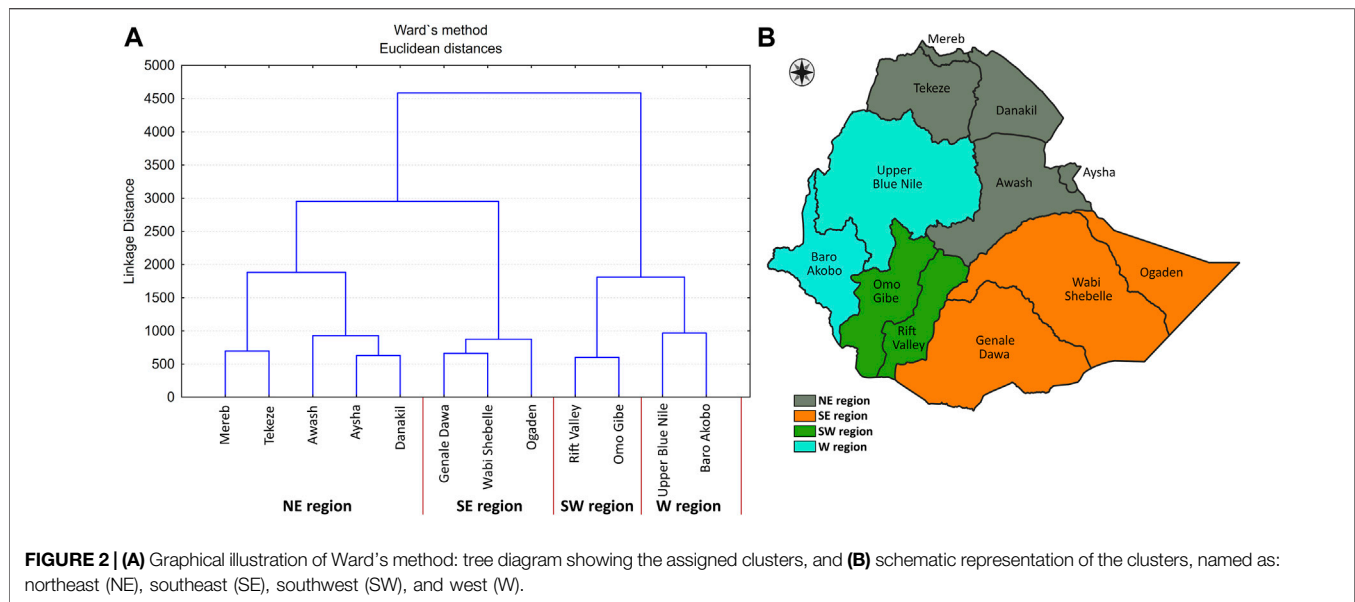 A
Ward`s method
Euclidean distances
5000
4500
4000
3500
3000
2500
2000
1500
1000
500
0
Linkage Distance
Mereb
Tekeze
Awash
Aysha
Danakil
Genale Dawa
Wabi Shebelle
Ogaden
Rift Valley
Omo Gibe
Upper Blue Nile
Baro Akobo
NE region
SE region
SW region
W region
B
Mereb
Tekeze
Danakil
Upper
Blue Nile
Awash
Aysha
Baro
Akobo
Omo
Gibe
Rift
Valley
Genale
Dawa
Wabi
Shebelle
Ogaden
NE region
SE region
SW region
W region
FIGURE 2 | (A) Graphical illustration of Ward's method: tree diagram showing the assigned clusters, and (B) schematic representation of the clusters, named as:
northeast (NE), southeast (SE), southwest (SW), and west (W).